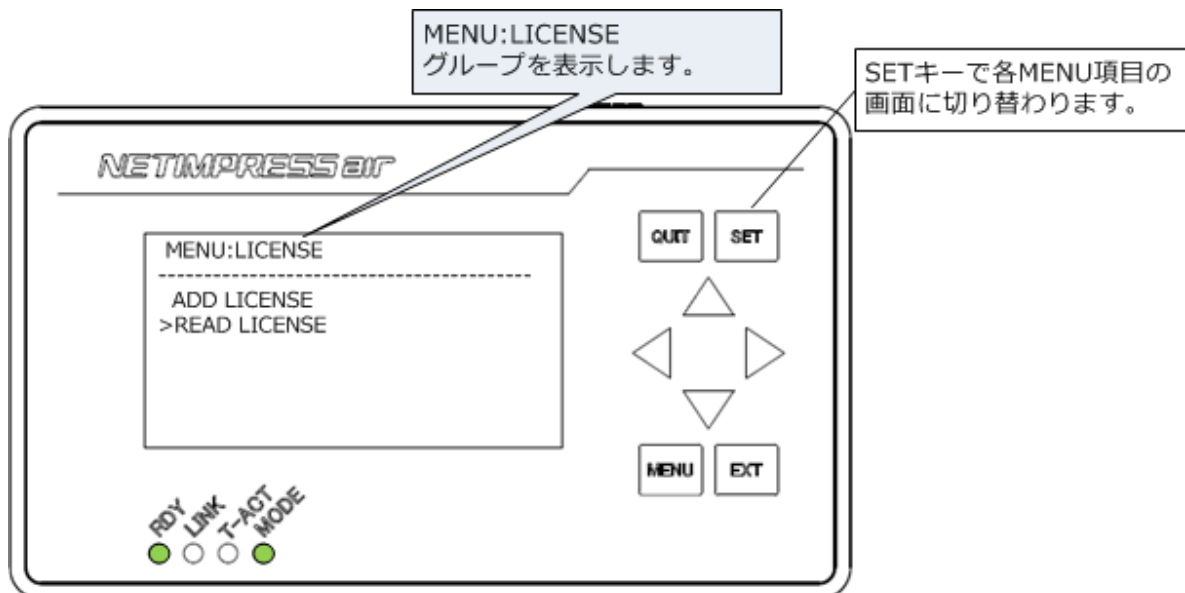 MENU:LICENSE
グループを表示します。
SETキーで各MENU項目の
画面に切り替わります。
NETIMPRESS air
MENU:LICENSE
----------------------------------------
ADD LICENSE
>READ LICENSE
QUIT SET
MENU EXT
RDY LINK T-ACT MODE